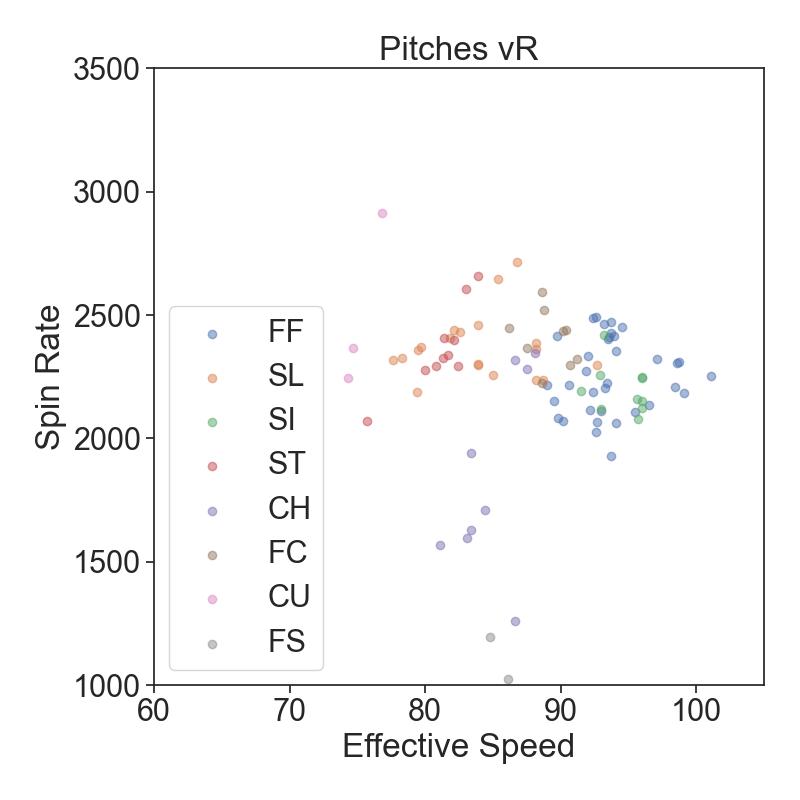 Pitches vR
3500
3000
2500
2000
1500
1000
Spin Rate
FF
SL
SI
ST
CH
FC
CU
FS
60 70 80 90 100
Effective Speed